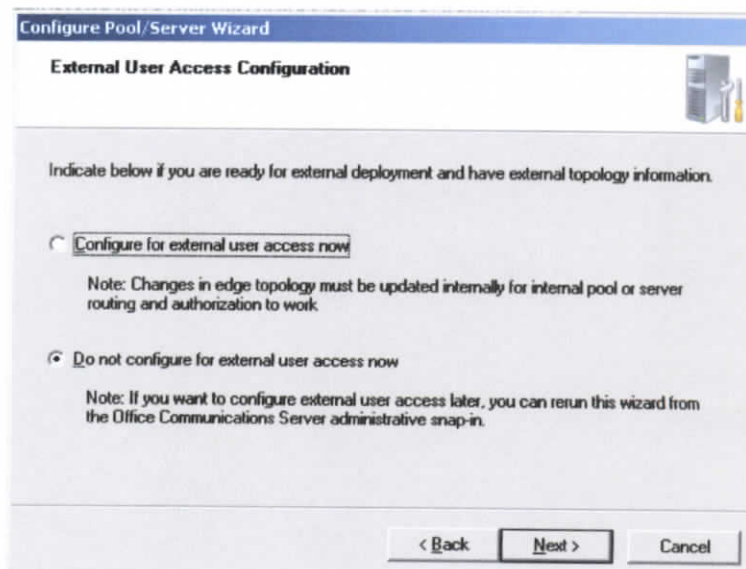 Configure Pool/Server Wizard
External User Access Configuration
Indicate below if you are ready for external deployment and have external topology information.
Configure for external user access now
Note: Changes in edge topology must be updated internally for internal pool or server
routing and authorization to work
Do not configure for external user access now
Note: If you want to configure external user access later, you can rerun this wizard from
the Office Communications Server administrative snap-in.
< Back Next > Cancel